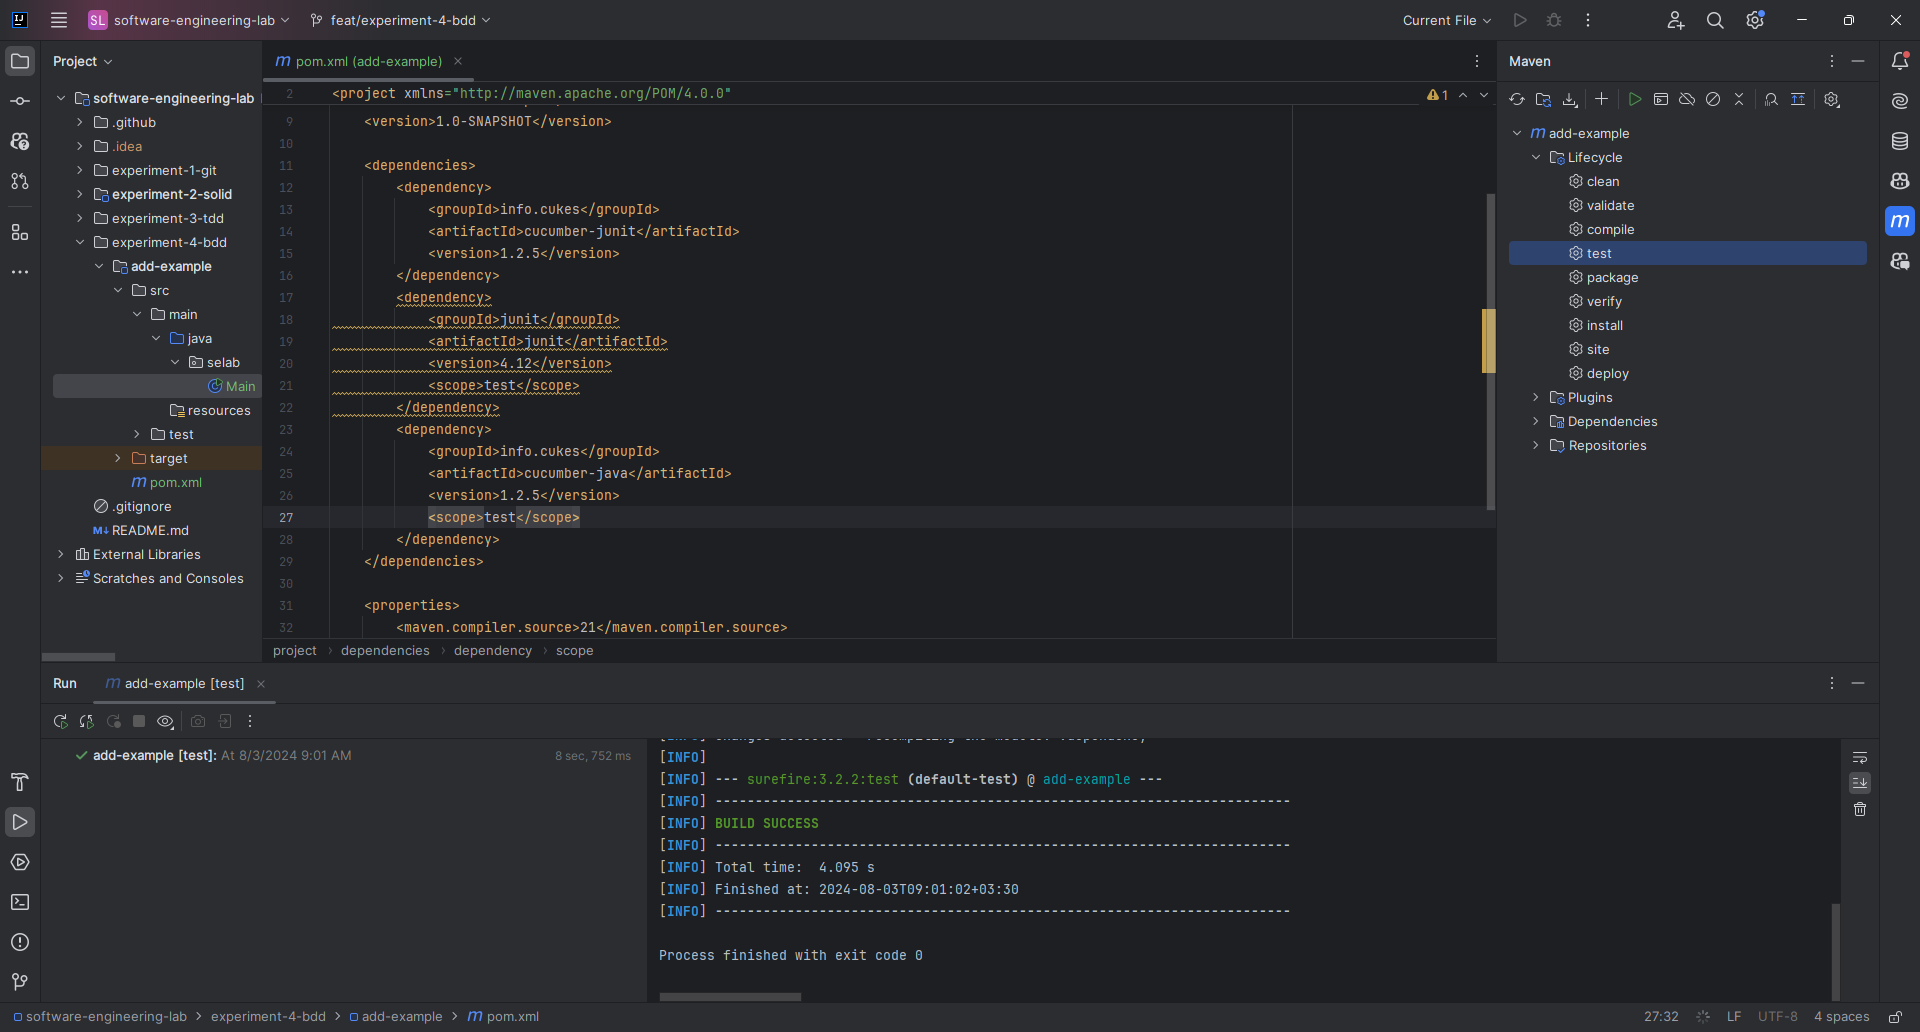 SL software-engineering-lab feat/experiment-4-bdd Current File
Project
software-engineering-lab
.github
.idea
experiment-1-git
experiment-2-solid
experiment-3-tdd
experiment-4-bdd
add-example
src
main
java
selab
Main
resources
test
target
pom.xml
.gitignore
README.md
External Libraries
Scratches and Consoles
pom.xml (add-example)
2 <project xmlns="http://maven.apache.org/POM/4.0.0"
1
9 <version>1.0-SNAPSHOT</version>
10
11 <dependencies>
12 <dependency>
13 <groupId>info.cukes</groupId>
14 <artifactId>cucumber-junit</artifactId>
15 <version>1.2.5</version>
16 </dependency>
17 <dependency>
18 <groupId>junit</groupId>
19 <artifactId>junit</artifactId>
20 <version>4.12</version>
21 <scope>test</scope>
22 </dependency>
23 <dependency>
24 <groupId>info.cukes</groupId>
25 <artifactId>cucumber-java</artifactId>
26 <version>1.2.5</version>
27 <scope>test</scope>
28 </dependency>
29 </dependencies>
30
31 <properties>
32 <maven.compiler.source>21</maven.compiler.source>
project › dependencies › dependency › scope
Maven
add-example
Lifecycle
clean
validate
compile
test
package
verify
install
site
deploy
Plugins
Dependencies
Repositories
Run add-example [test]
add-example [test]: At 8/3/2024 9:01 AM 8 sec, 752 ms
[INFO]
[INFO] --- surefire:3.2.2:test (default-test) @ add-example ---
[INFO] ------------------------------------------------------------------------
[INFO] BUILD SUCCESS
[INFO] ------------------------------------------------------------------------
[INFO] Total time:  4.095 s
[INFO] Finished at: 2024-08-03T09:01:02+03:30
[INFO] ------------------------------------------------------------------------
Process finished with exit code 0
software-engineering-lab › experiment-4-bdd › add-example › pom.xml
27:32 LF UTF-8 4 spaces